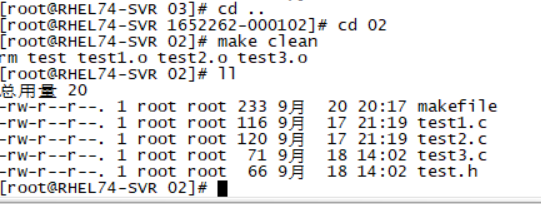 [root@RHEL74-SVR 03]# cd ..
[root@RHEL74-SVR 1652262-000102]# cd 02
[root@RHEL74-SVR 02]# make clean
rm test test1.o test2.o test3.o
[root@RHEL74-SVR 02]# ll
总用量 20
-rw-r--r--. 1 root root 233 9月  20 20:17 makefile
-rw-r--r--. 1 root root 116 9月  17 21:19 test1.c
-rw-r--r--. 1 root root 120 9月  17 21:19 test2.c
-rw-r--r--. 1 root root  71 9月  18 14:02 test3.c
-rw-r--r--. 1 root root  66 9月  18 14:02 test.h
[root@RHEL74-SVR 02]#